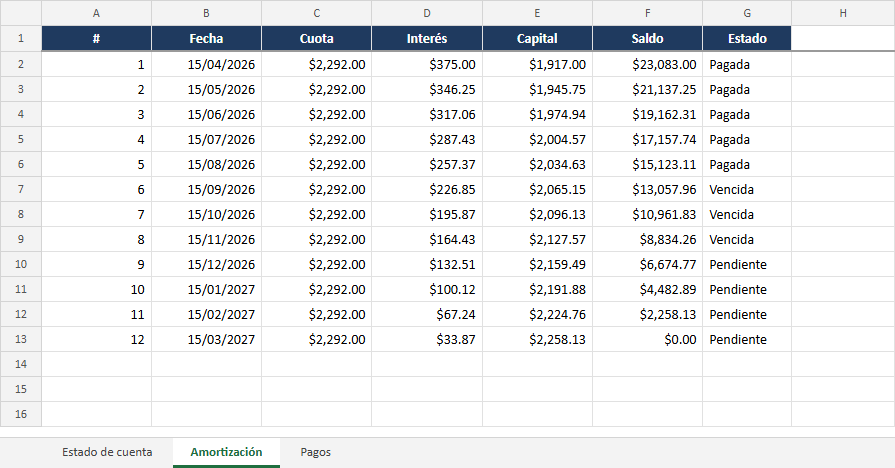 A B C D E F G H
1 # Fecha Cuota Interés Capital Saldo Estado
2 1 15/04/2026 $2,292.00 $375.00 $1,917.00 $23,083.00 Pagada
3 2 15/05/2026 $2,292.00 $346.25 $1,945.75 $21,137.25 Pagada
4 3 15/06/2026 $2,292.00 $317.06 $1,974.94 $19,162.31 Pagada
5 4 15/07/2026 $2,292.00 $287.43 $2,004.57 $17,157.74 Pagada
6 5 15/08/2026 $2,292.00 $257.37 $2,034.63 $15,123.11 Pagada
7 6 15/09/2026 $2,292.00 $226.85 $2,065.15 $13,057.96 Vencida
8 7 15/10/2026 $2,292.00 $195.87 $2,096.13 $10,961.83 Vencida
9 8 15/11/2026 $2,292.00 $164.43 $2,127.57 $8,834.26 Vencida
10 9 15/12/2026 $2,292.00 $132.51 $2,159.49 $6,674.77 Pendiente
11 10 15/01/2027 $2,292.00 $100.12 $2,191.88 $4,482.89 Pendiente
12 11 15/02/2027 $2,292.00 $67.24 $2,224.76 $2,258.13 Pendiente
13 12 15/03/2027 $2,292.00 $33.87 $2,258.13 $0.00 Pendiente
14
15
16
Estado de cuenta Amortización Pagos